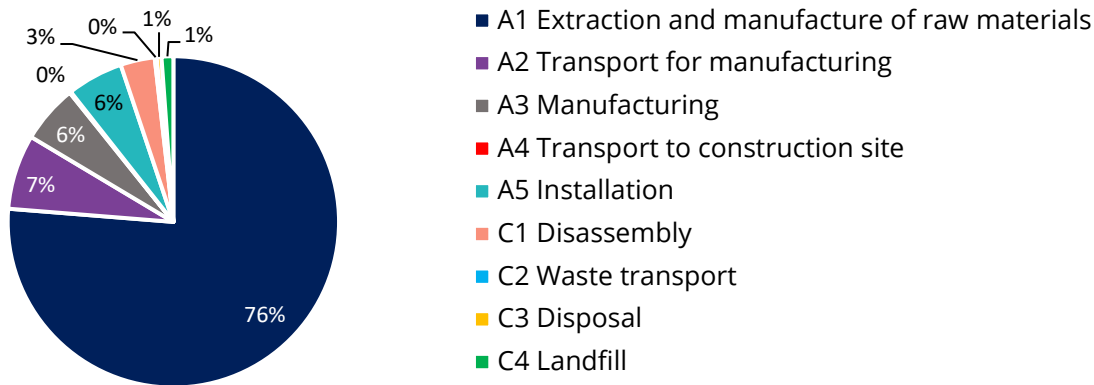 0%
1%
1%
3%
0%
6%
6%
7%
76%
A1 Extraction and manufacture of raw materials
A2 Transport for manufacturing
A3 Manufacturing
A4 Transport to construction site
A5 Installation
C1 Disassembly
C2 Waste transport
C3 Disposal
C4 Landfill